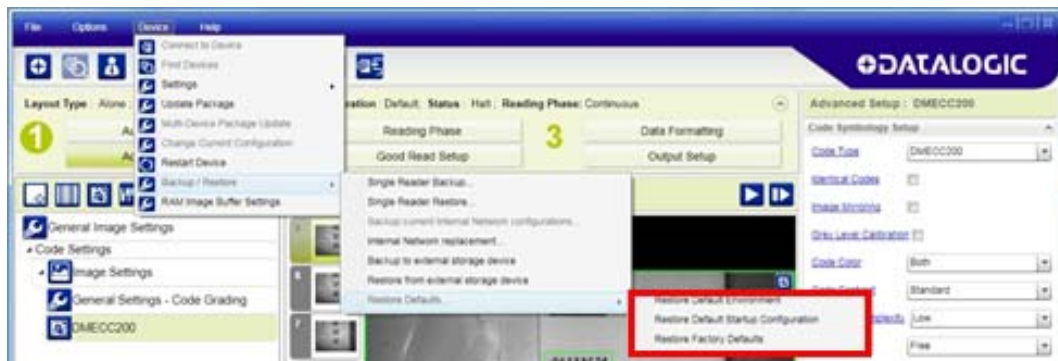 File Options Device Help
Connect to Device
Find Devices
Settings
Update Package
Multi-Device Package Update
Change Current Configuration
Restart Device
Backup / Restore
RAM Image Buffer Settings
DATALOGIC
Layout Type Alone
Default, Status Halt, Reading Phase: Continuous
1
Reading Phase
Good Read Setup
3
Data Formatting
Output Setup
Single Reader Backup...
Single Reader Restore...
Backup current Internal Network configurations...
Internal Network replacement...
Backup to external storage device
Restore from external storage device
Restore Defaults...
Restore Default Environment
Restore Default Startup Configuration
Restore Factory Defaults
General Image Settings
Code Settings
Image Settings
General Settings - Code Grading
DMECC200
Advanced Setup : DMECC200
Code Symbology Setup
Code Type DMECC200
Identical Codes
Image Mirroring
Grey Level Calibration
Code Color Both
Standard
Low
Free